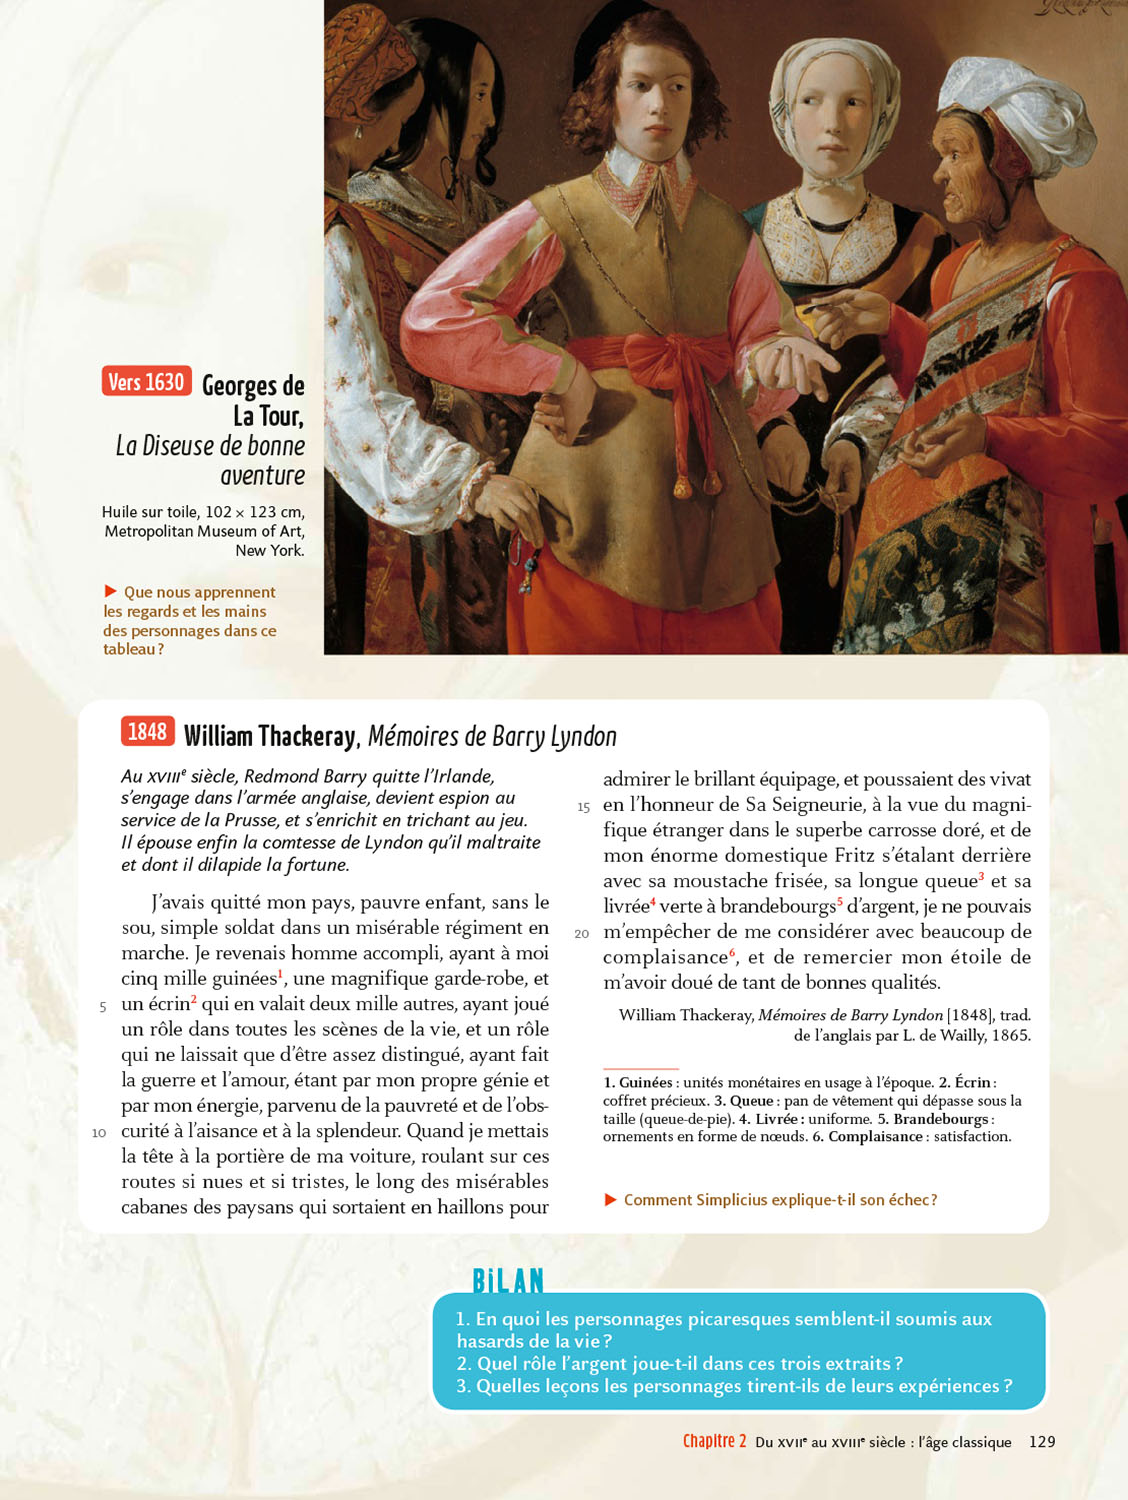 Vers 1630 Georges de
La Tour,
La Diseuse de bonne
aventure
Huile sur toile, 102 × 123 cm,
Metropolitan Museum of Art,
New York.
► Que nous apprennent
les regards et les mains
des personnages dans ce
tableau ?
1848 William Thackeray, Mémoires de Barry Lyndon
Au XVIIIe siècle, Redmond Barry quitte l'Irlande,
s'engage dans l'armée anglaise, devient espion au
service de la Prusse, et s'enrichit en trichant au jeu.
Il épouse enfin la comtesse de Lyndon qu'il maltraite
et dont il dilapide la fortune.
J'avais quitté mon pays, pauvre enfant, sans le
sou, simple soldat dans un misérable régiment en
marche. Je revenais homme accompli, ayant à moi
cinq mille guinées1, une magnifique garde-robe, et
5 un écrin2 qui en valait deux mille autres, ayant joué
un rôle dans toutes les scènes de la vie, et un rôle
qui ne laissait que d'être assez distingué, ayant fait
la guerre et l'amour, étant par mon propre génie et
par mon énergie, parvenu de la pauvreté et de l'obs-
10 curité à l'aisance et à la splendeur. Quand je mettais
la tête à la portière de ma voiture, roulant sur ces
routes si nues et si tristes, le long des misérables
cabanes des paysans qui sortaient en haillons pour
admirer le brillant équipage, et poussaient des vivat
15 en l'honneur de Sa Seigneurie, à la vue du magni-
fique étranger dans le superbe carrosse doré, et de
mon énorme domestique Fritz s'étalant derrière
avec sa moustache frisée, sa longue queue3 et sa
livrée4 verte à brandebourgs5 d'argent, je ne pouvais
20 m'empêcher de me considérer avec beaucoup de
complaisance6, et de remercier mon étoile de
m'avoir doué de tant de bonnes qualités.
William Thackeray, Mémoires de Barry Lyndon [1848], trad.
de l'anglais par L. de Wailly, 1865.
1. Guinées : unités monétaires en usage à l'époque. 2. Écrin :
coffret précieux. 3. Queue : pan de vêtement qui dépasse sous la
taille (queue-de-pie). 4. Livrée : uniforme. 5. Brandebourgs :
ornements en forme de nœuds. 6. Complaisance : satisfaction.
► Comment Simplicius explique-t-il son échec ?
BiLAN
1. En quoi les personnages picaresques semblent-il soumis aux
hasards de la vie ?
2. Quel rôle l'argent joue-t-il dans ces trois extraits ?
3. Quelles leçons les personnages tirent-ils de leurs expériences ?
Chapitre 2 Du XVIIe au XVIIIe siècle : l'âge classique 129